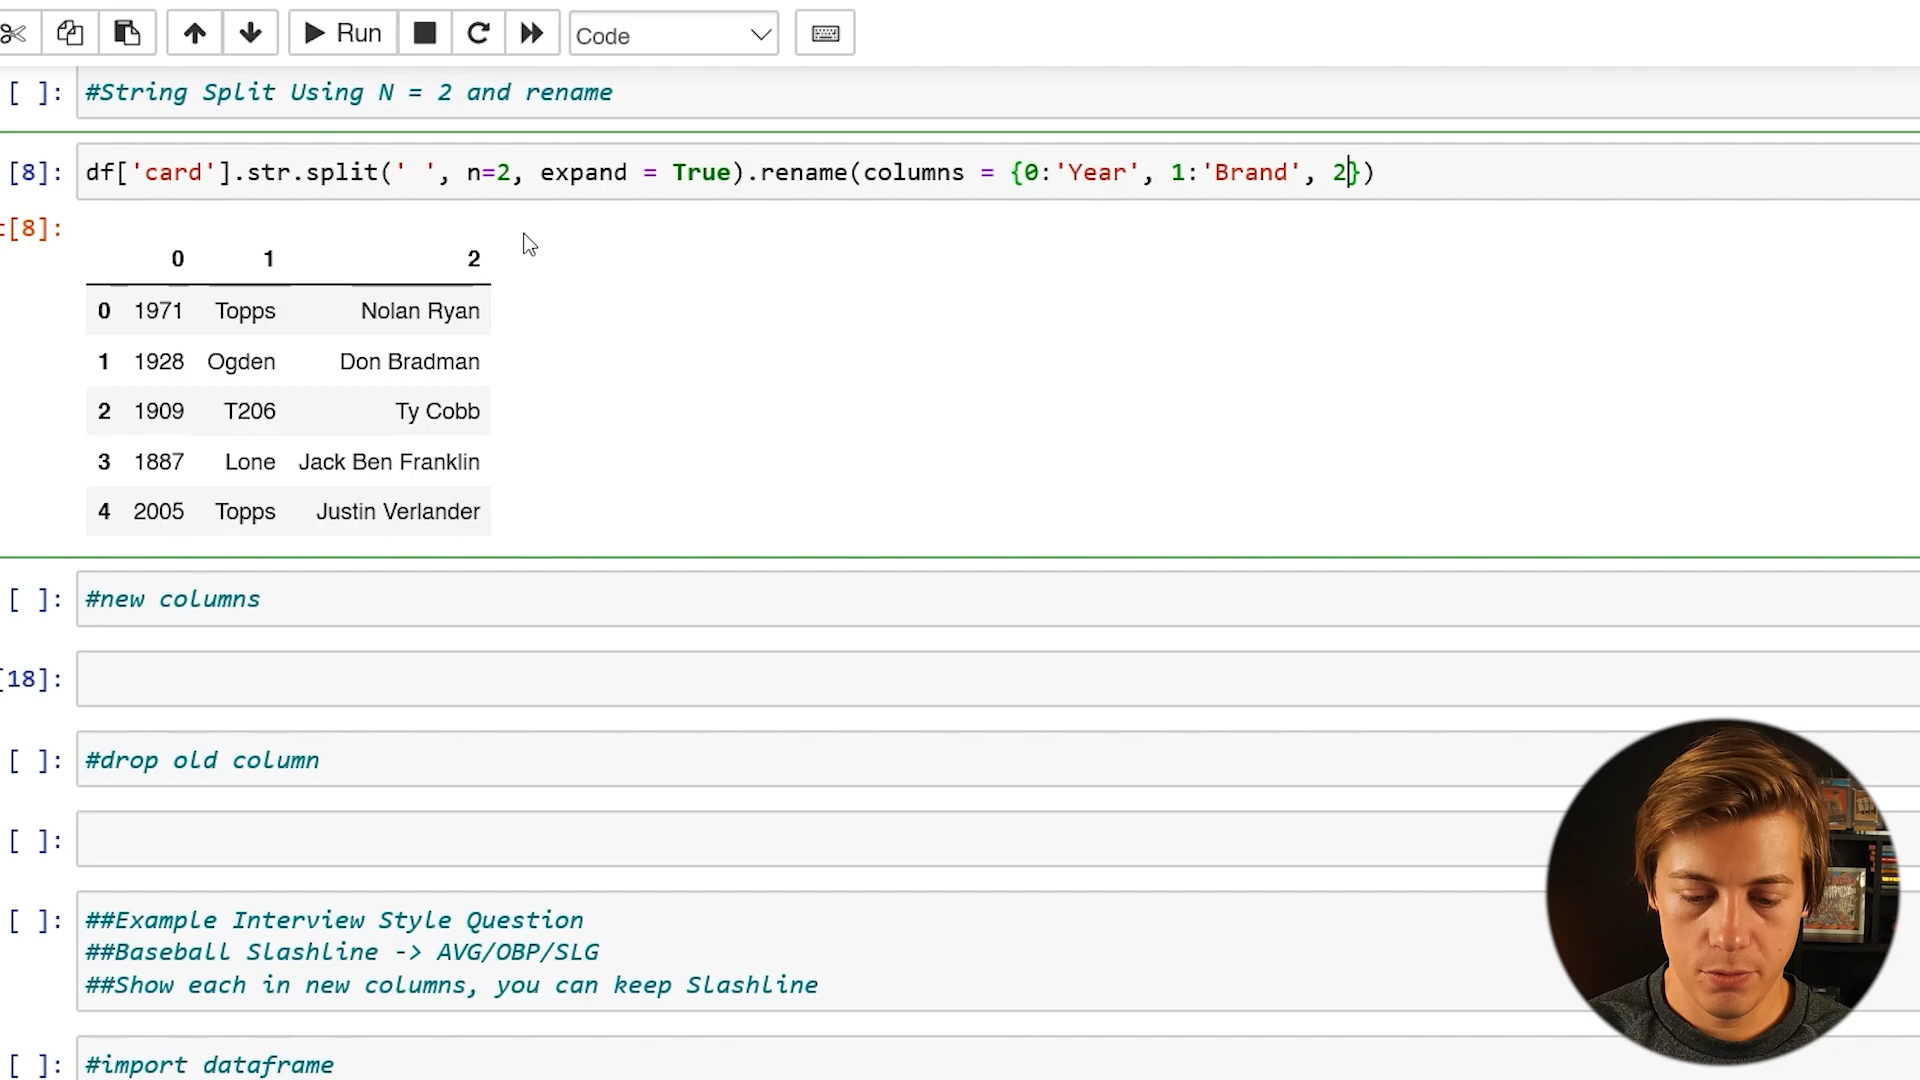 Run Code
[ ]: #String Split Using N = 2 and rename
[8]: df['card'].str.split(' ', n=2, expand = True).rename(columns = {0:'Year', 1:'Brand', 2})
t[8]:
0 1 2
0 1971 Topps Nolan Ryan
1 1928 Ogden Don Bradman
2 1909 T206 Ty Cobb
3 1887 Lone Jack Ben Franklin
4 2005 Topps Justin Verlander
[ ]: #new columns
[18]:
[ ]: #drop old column
[ ]:
[ ]: ##Example Interview Style Question
##Baseball Slashline -> AVG/OBP/SLG
##Show each in new columns, you can keep Slashline
[ ]: #import dataframe